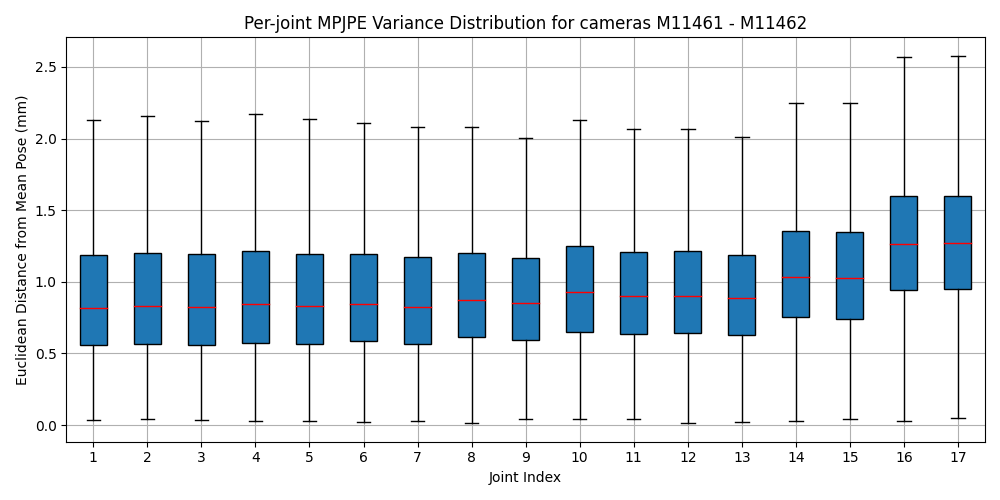 Per-joint MPJPE Variance Distribution for cameras M11461 - M11462
Euclidean Distance from Mean Pose (mm)
2.5
2.0
1.5
1.0
0.5
0.0
1 2 3 4 5 6 7 8 9 10 11 12 13 14 15 16 17
Joint Index